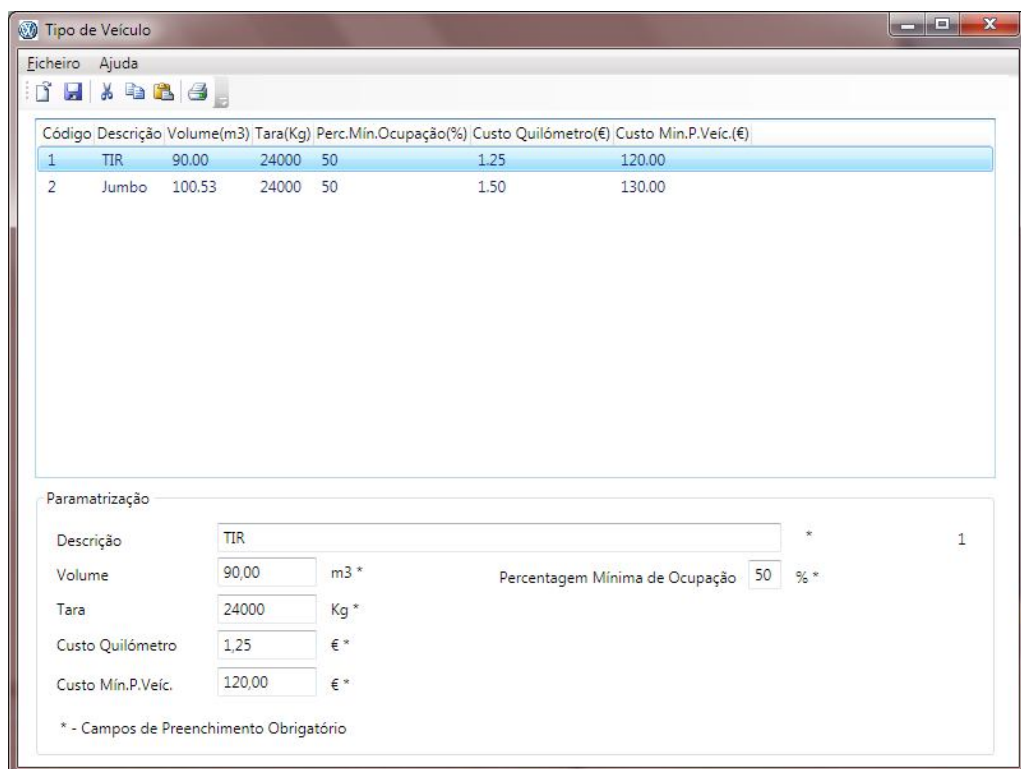 Tipo de Veículo
Ficheiro Ajuda
Código Descrição Volume(m3) Tara(Kg) Perc.Mín.Ocupação(%) Custo Quilómetro(€) Custo Min.P.Veíc.(€)
1 TIR 90.00 24000 50 1.25 120.00
2 Jumbo 100.53 24000 50 1.50 130.00
Paramatrização
Descrição TIR * 1
Volume 90,00 m3 * Percentagem Mínima de Ocupação 50 % *
Tara 24000 Kg *
Custo Quilómetro 1,25 € *
Custo Mín.P.Veíc. 120,00 € *
* - Campos de Preenchimento Obrigatório